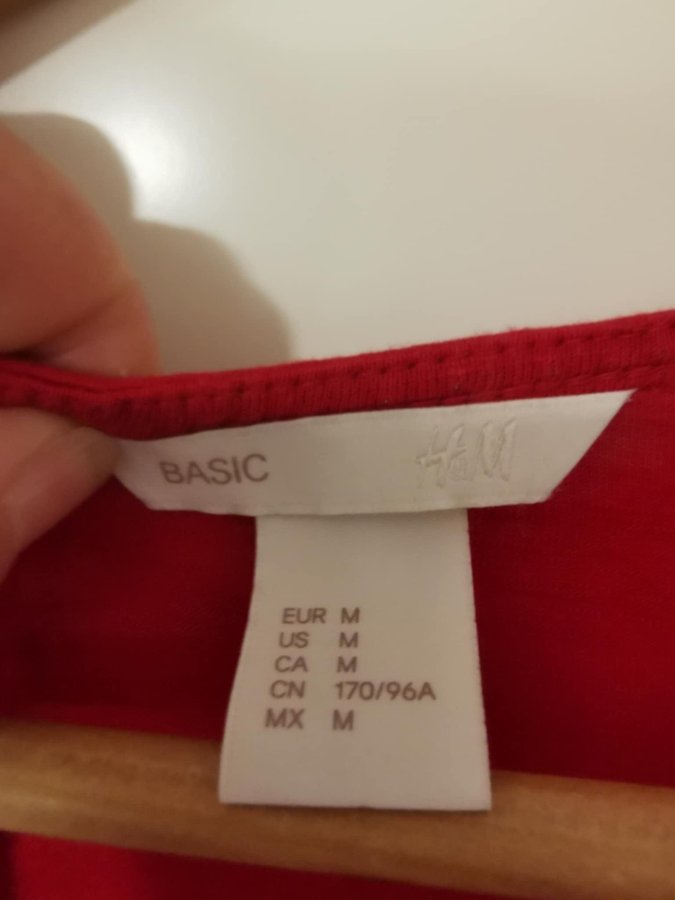 BASIC H&M
EUR M
US M
CA M
CN 170/96A
MX M